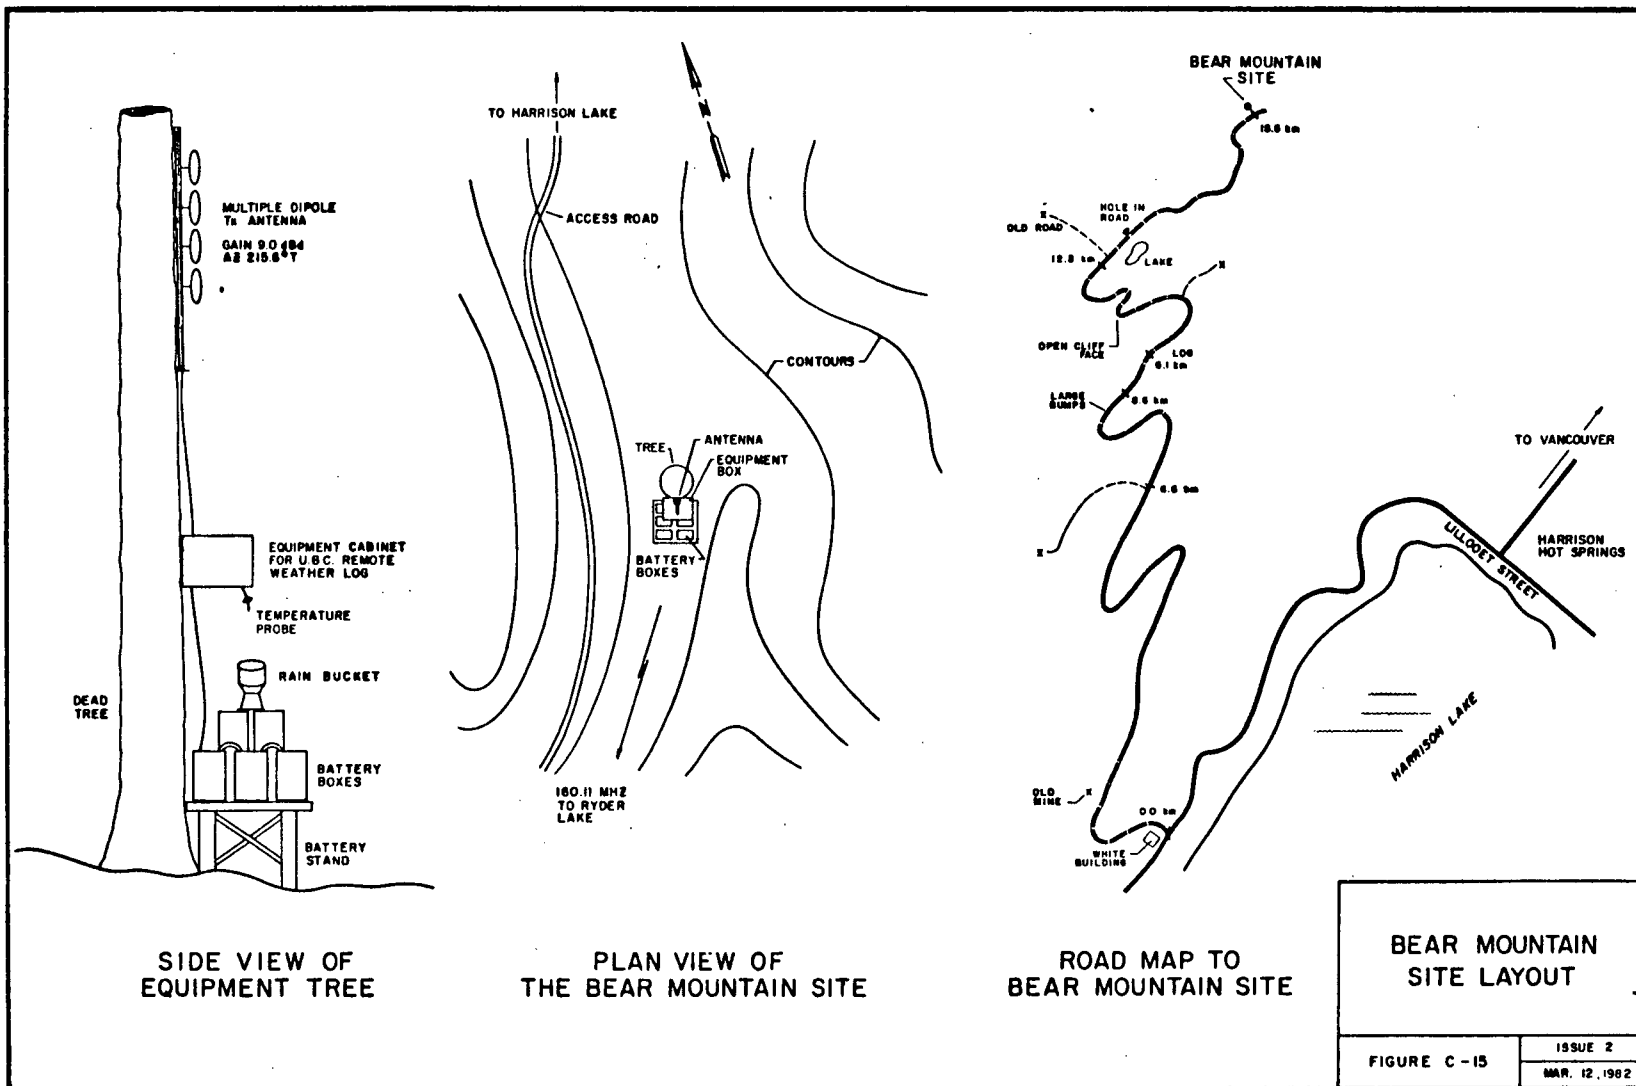 MULTIPLE DIPOLE
Tx ANTENNA
GAIN 9.0 dBd
AZ 215.6°T
EQUIPMENT CABINET
FOR U.B.C. REMOTE
WEATHER LOG
TEMPERATURE
PROBE
RAIN BUCKET
DEAD
TREE
BATTERY
BOXES
BATTERY
STAND
SIDE VIEW OF
EQUIPMENT TREE
TO HARRISON LAKE
N
ACCESS ROAD
CONTOURS
TREE
ANTENNA
EQUIPMENT
BOX
BATTERY
BOXES
160.11 MHZ
TO RYDER
LAKE
PLAN VIEW OF
THE BEAR MOUNTAIN SITE
BEAR MOUNTAIN
SITE
km
HOLE IN
ROAD
X
OLD ROAD
km
LAKE
X
OPEN CLIFF
FACE
LOG
km
LARGE
BUMPS
km
km
X
TO VANCOUVER
LILLOOET STREET
HARRISON
HOT SPRINGS
HARRISON LAKE
OLD
MINE
X
0.0 km
WHITE
BUILDING
ROAD MAP TO
BEAR MOUNTAIN SITE
BEAR MOUNTAIN
SITE LAYOUT
FIGURE C-15
ISSUE 2
MAR. 12, 1982